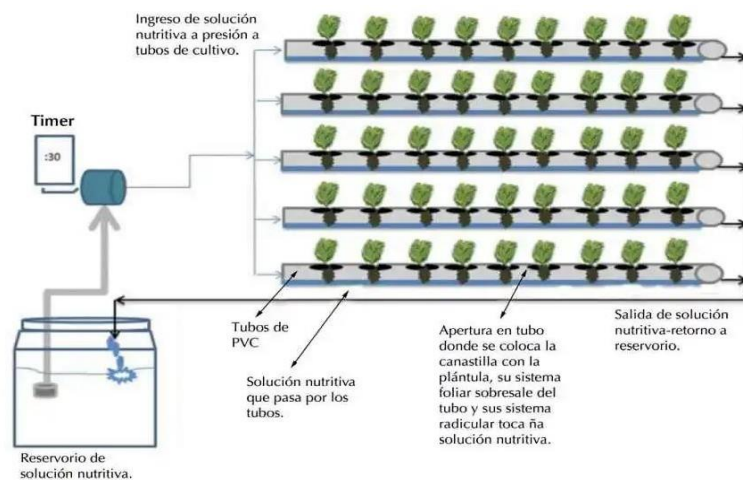 Ingreso de solución
nutritiva a presión a
tubos de cultivo.
Timer
:30
Tubos de
PVC
Solución nutritiva
que pasa por los
tubos.
Apertura en tubo
donde se coloca la
canastilla con la
plántula, su sistema
foliar sobresale del
tubo y sus sistema
radicular toca ña
solución nutritiva.
Salida de solución
nutritiva-retorno a
reservorio.
Reservorio de
solución nutritiva.